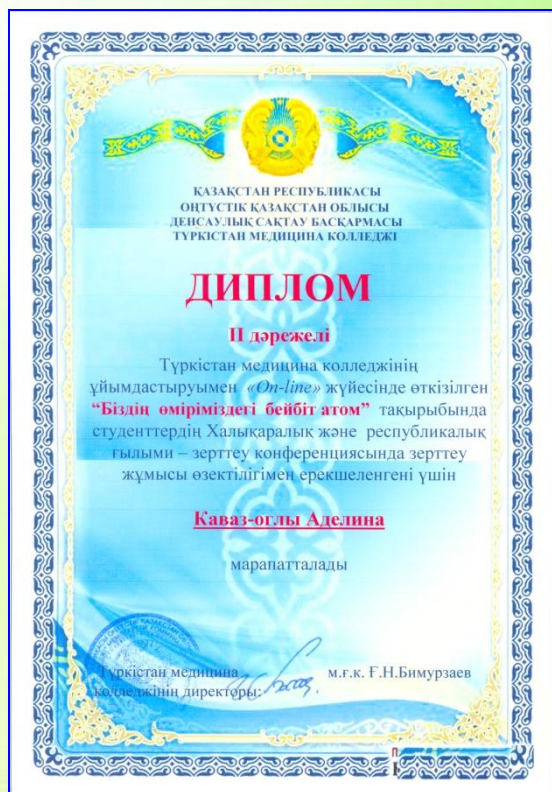 ҚАЗАҚСТАН РЕСПУБЛИКАСЫ
ОҢТҮСТІК ҚАЗАҚСТАН ОБЛЫСЫ
ДЕНСАУЛЫҚ САҚТАУ БАСҚАРМАСЫ
ТҮРКІСТАН МЕДИЦИНА КОЛЛЕДЖІ
ДИПЛОМ
II дәрежелі
Түркістан медицина колледжінің
ұйымдастыруымен «On-line» жүйесінде өткізілген
“Біздің өміріміздегі бейбіт атом” тақырыбында
студенттердің Халықаралық және республикалық
ғылыми – зерттеу конференциясында зерттеу
жұмысы өзектілігімен ерекшеленгені үшін
Каваз-оглы Аделина
марапатталады
Түркістан медицина м.ғ.к. Ғ.Н.Бимурзаев
колледжінің директоры: